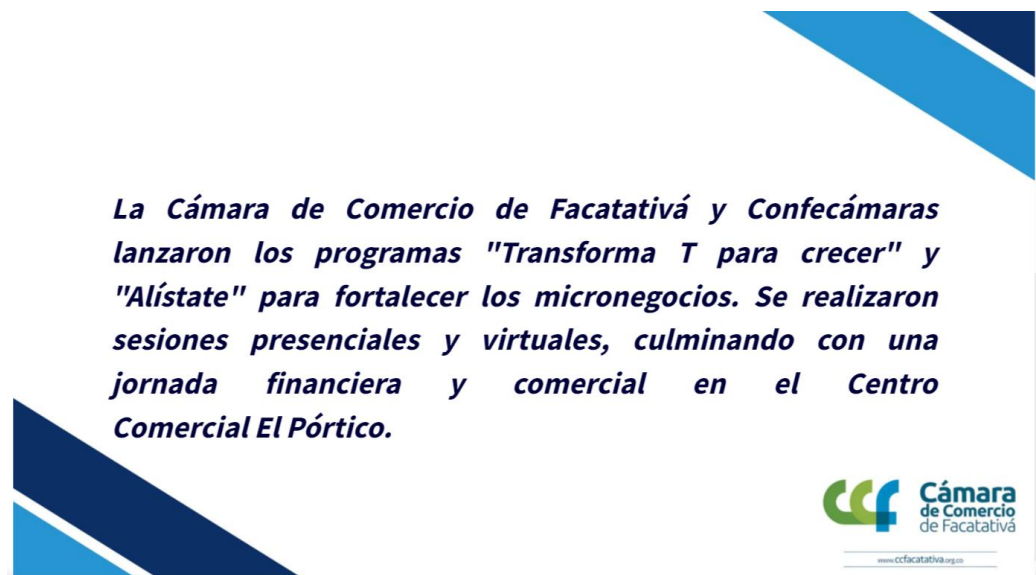 La Cámara de Comercio de Facatativá y Confecámaras
lanzaron los programas "Transforma T para crecer" y
"Alístate" para fortalecer los micronegocios. Se realizaron
sesiones presenciales y virtuales, culminando con una
jornada financiera y comercial en el Centro
Comercial El Pórtico.
ccf
Cámara
de Comercio
de Facatativá
www.ccfacatativa.org.co